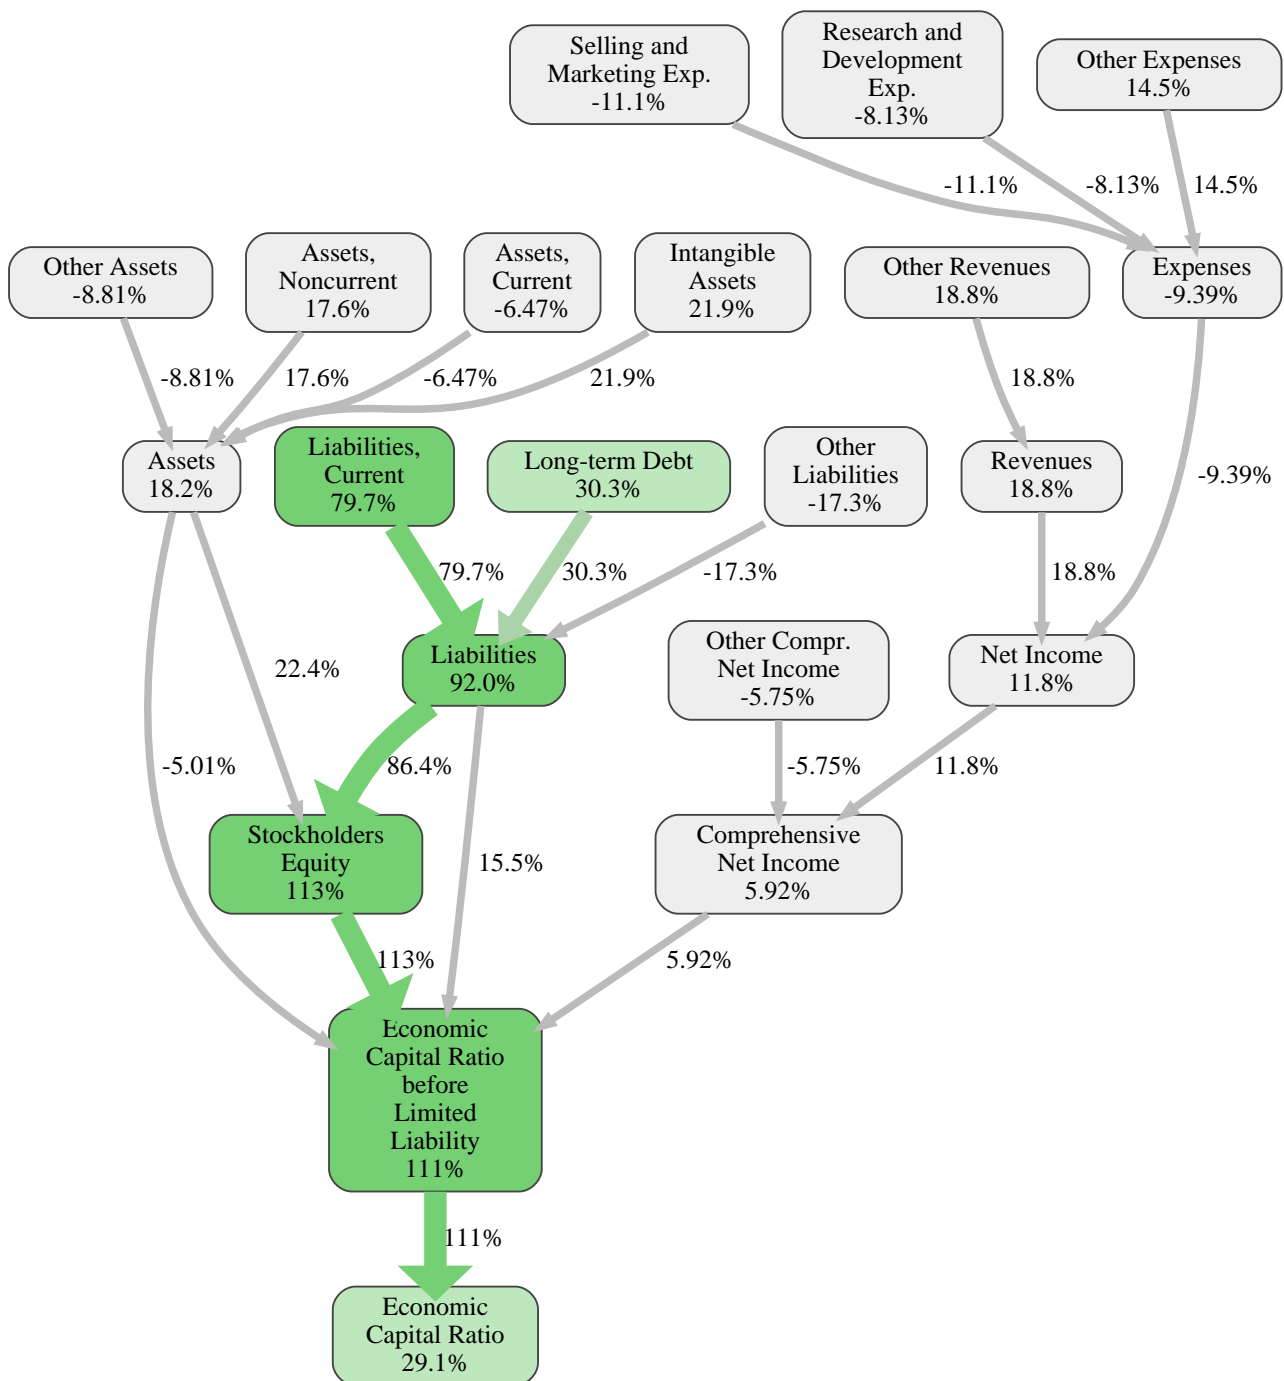 Selling and
Marketing Exp.
-11.1%
Research and
Development
Exp.
-8.13%
Other Expenses
14.5%
-11.1%
-8.13%
14.5%
Other Assets
-8.81%
Assets,
Noncurrent
17.6%
Assets,
Current
-6.47%
Intangible
Assets
21.9%
Other Revenues
18.8%
Expenses
-9.39%
-8.81%
17.6%
-6.47%
21.9%
18.8%
-9.39%
Assets
18.2%
Liabilities,
Current
79.7%
Long-term Debt
30.3%
Other
Liabilities
-17.3%
Revenues
18.8%
79.7%
30.3%
-17.3%
18.8%
22.4%
Liabilities
92.0%
Other Compr.
Net Income
-5.75%
Net Income
11.8%
-5.01%
86.4%
-5.75%
11.8%
Stockholders
Equity
113%
15.5%
Comprehensive
Net Income
5.92%
113%
5.92%
Economic
Capital Ratio
before
Limited
Liability
111%
111%
Economic
Capital Ratio
29.1%